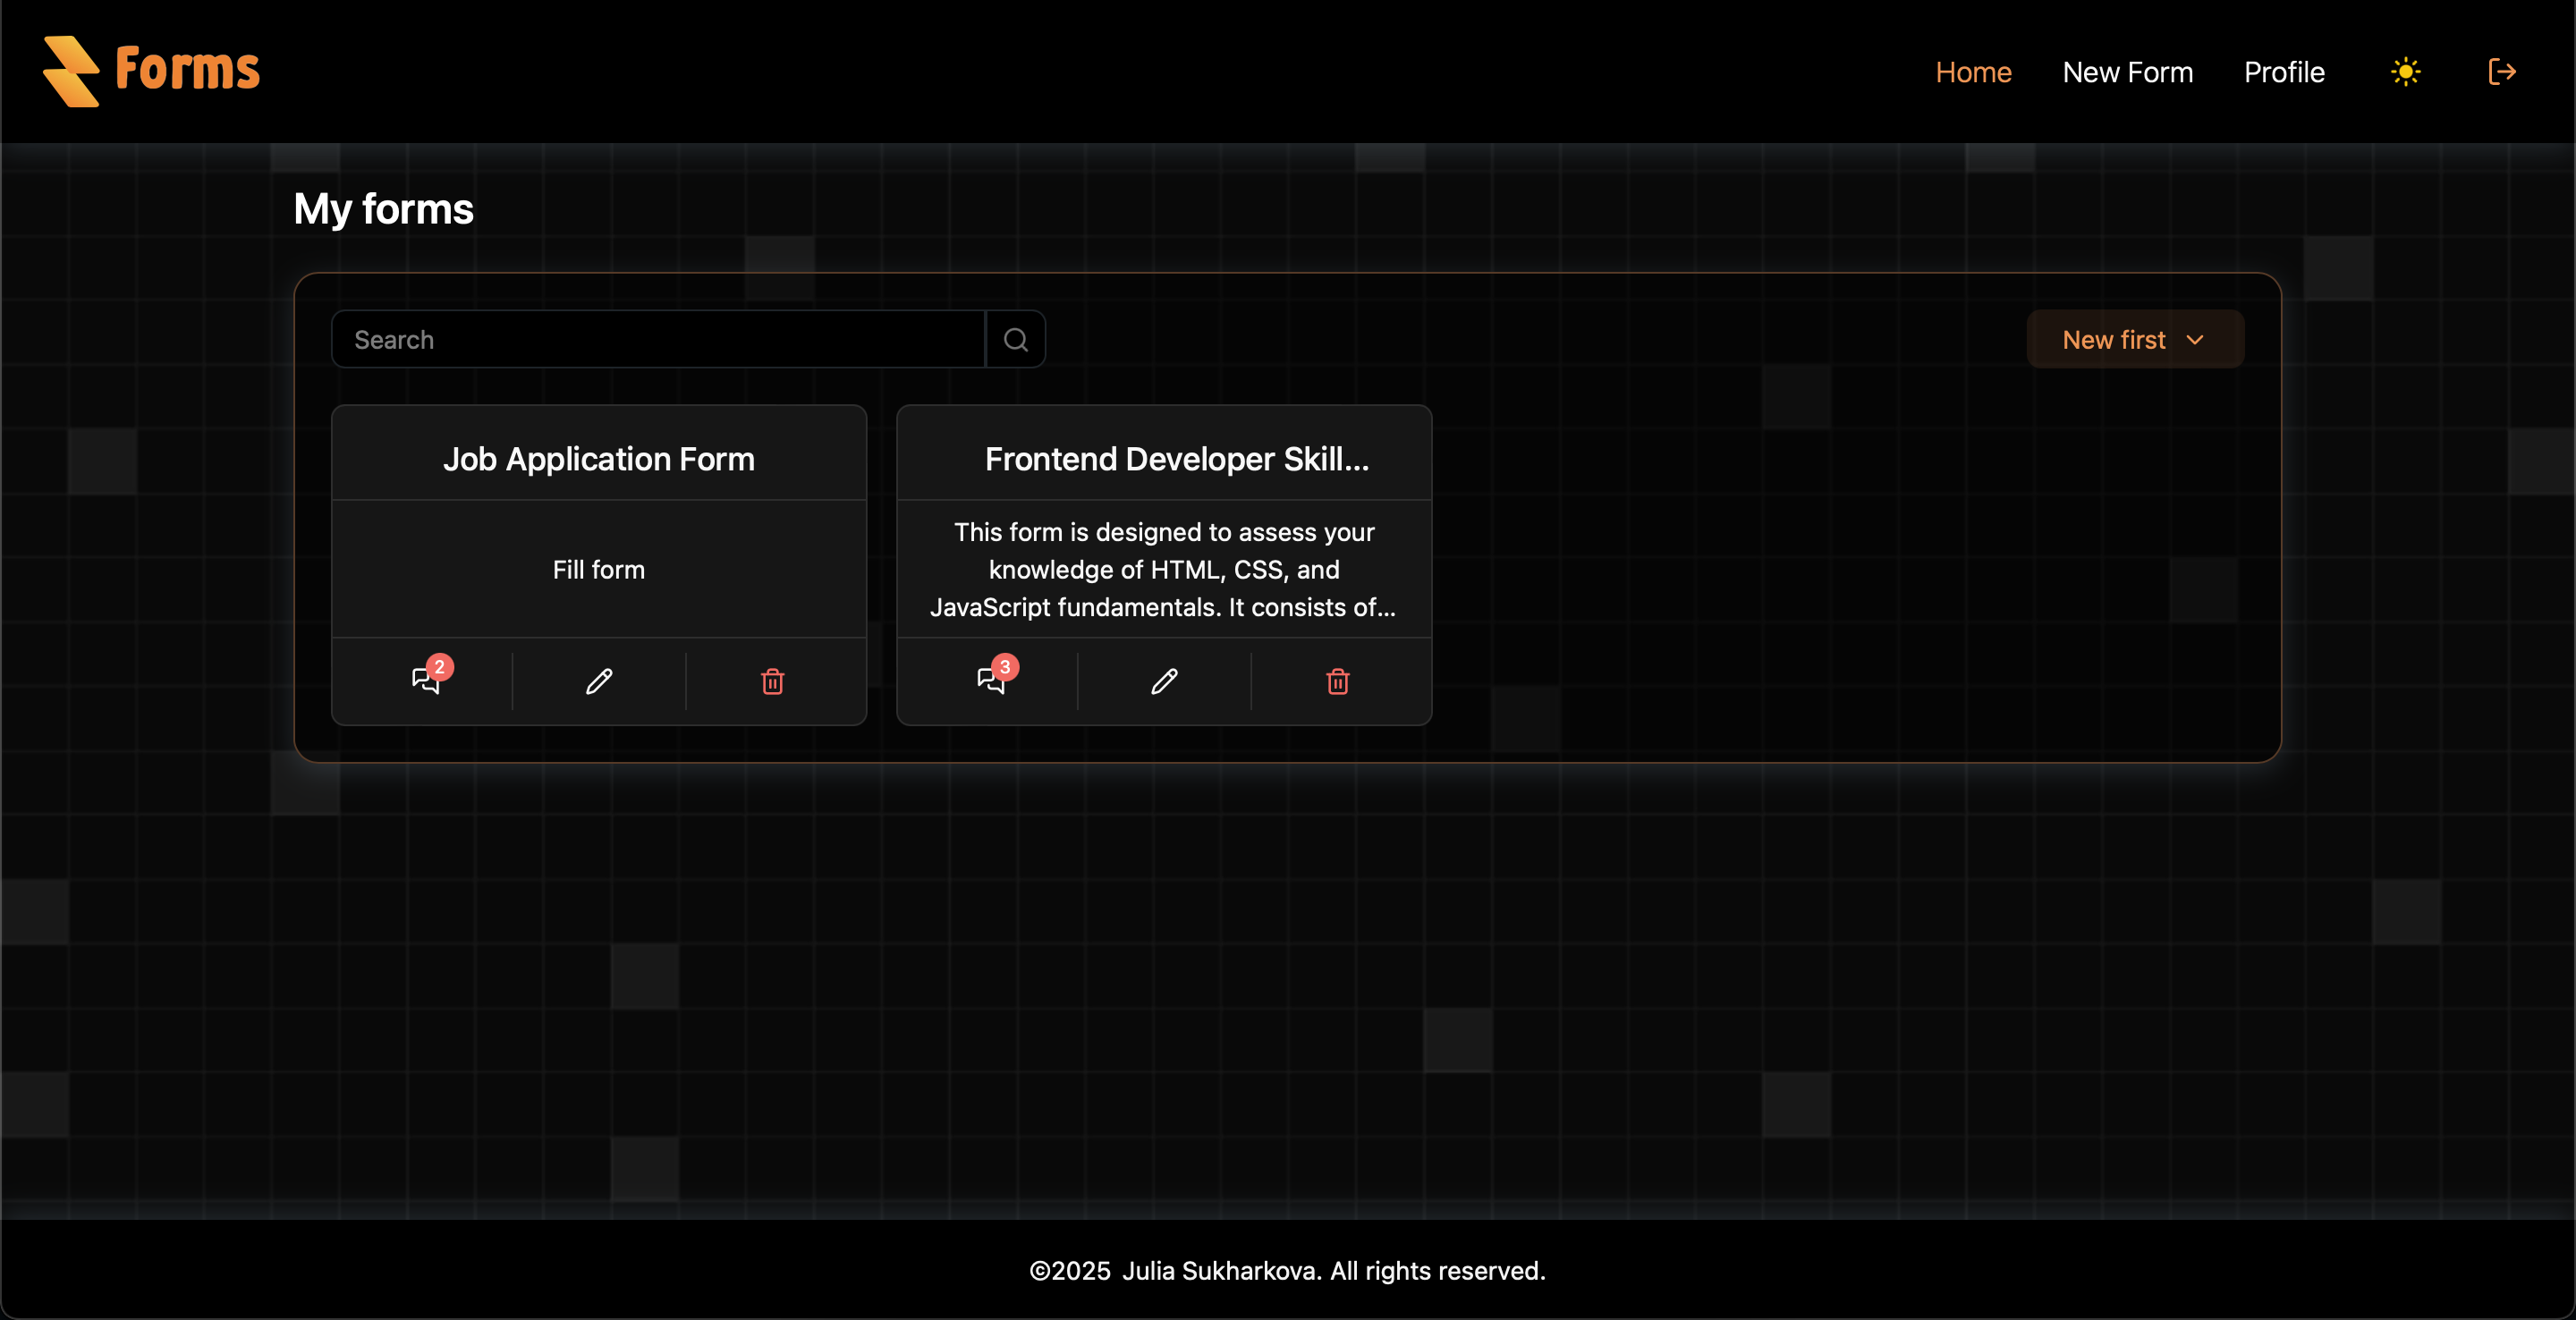 Forms
Home
New Form
Profile
My forms
Search
New first
Job Application Form
Fill form
2
Frontend Developer Skill...
This form is designed to assess your
knowledge of HTML, CSS, and
JavaScript fundamentals. It consists of...
3
©2025 Julia Sukharkova. All rights reserved.